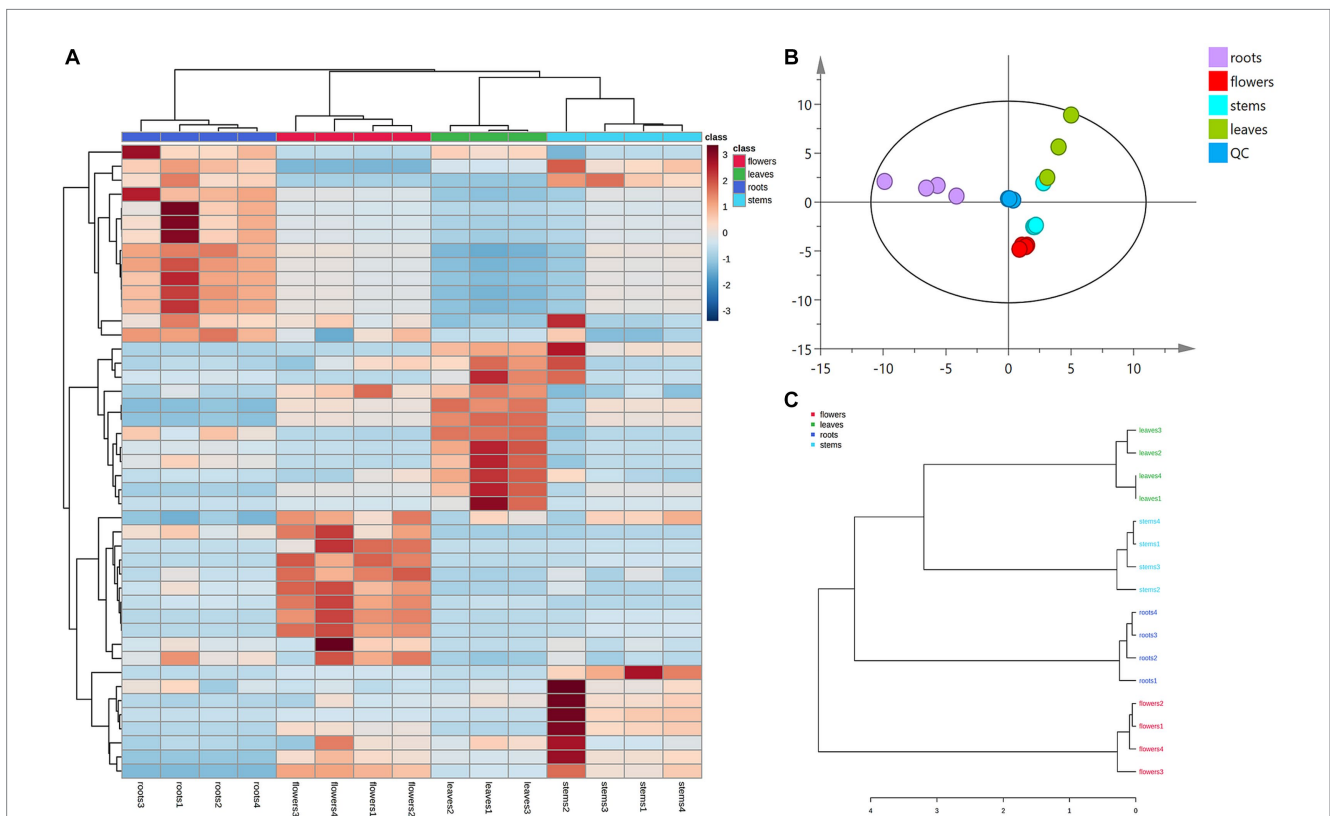 A
class
class
flowers
leaves
roots
stems
3
2
1
0
-1
-2
-3
roots3
roots1
roots2
roots4
flowers3
flowers4
flowers1
flowers2
leaves2
leaves1
leaves3
stems2
stems3
stems1
stems4
B
10
5
0
-5
-10
-15
-15
-10
-5
0
5
10
roots
flowers
stems
leaves
QC
C
flowers
leaves
roots
stems
leaves3
leaves2
leaves4
leaves1
stems4
stems1
stems3
stems2
roots4
roots3
roots2
roots1
flowers2
flowers1
flowers4
flowers3
4
3
2
1
0